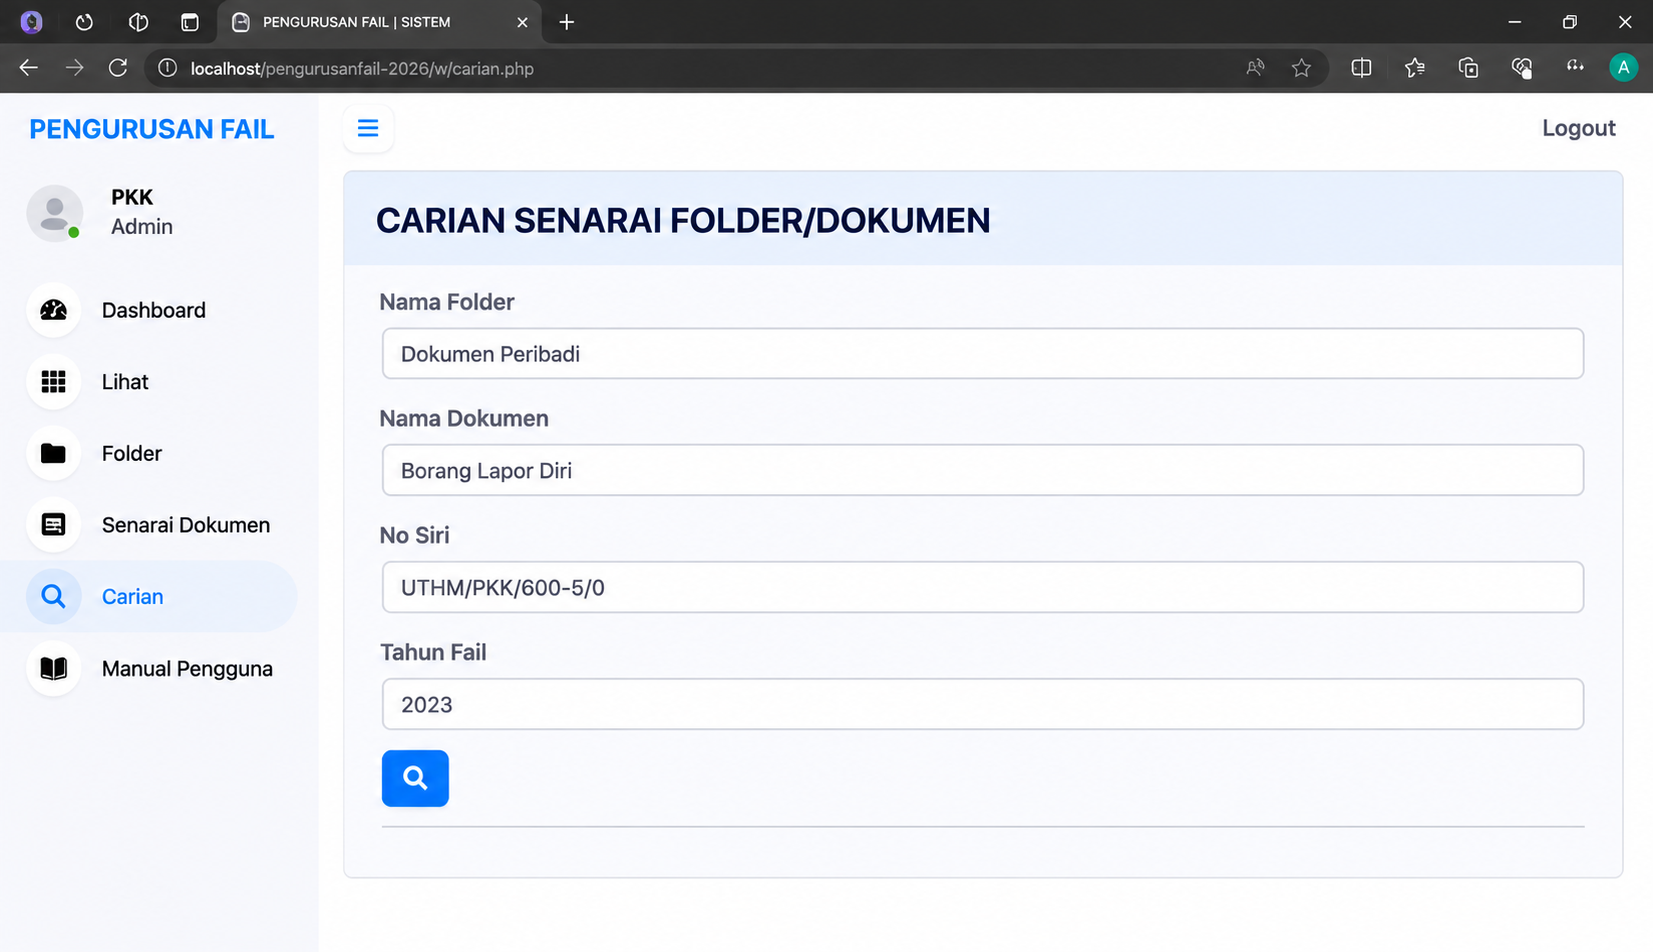 PENGURUSAN FAIL | SISTEM
localhost/pengurusanfail-2026/w/carian.php
A
PENGURUSAN FAIL
Logout
PKK
Admin
Dashboard
Lihat
Folder
Senarai Dokumen
Carian
Manual Pengguna
CARIAN SENARAI FOLDER/DOKUMEN
Nama Folder
Dokumen Peribadi
Nama Dokumen
Borang Lapor Diri
No Siri
UTHM/PKK/600-5/0
Tahun Fail
2023